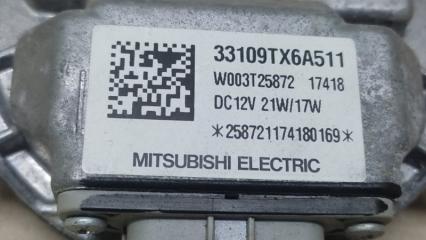 33109TX6A511
W003T25872 17418
DC12V 21W/17W
*258721174180169*
MITSUBISHI ELECTRIC